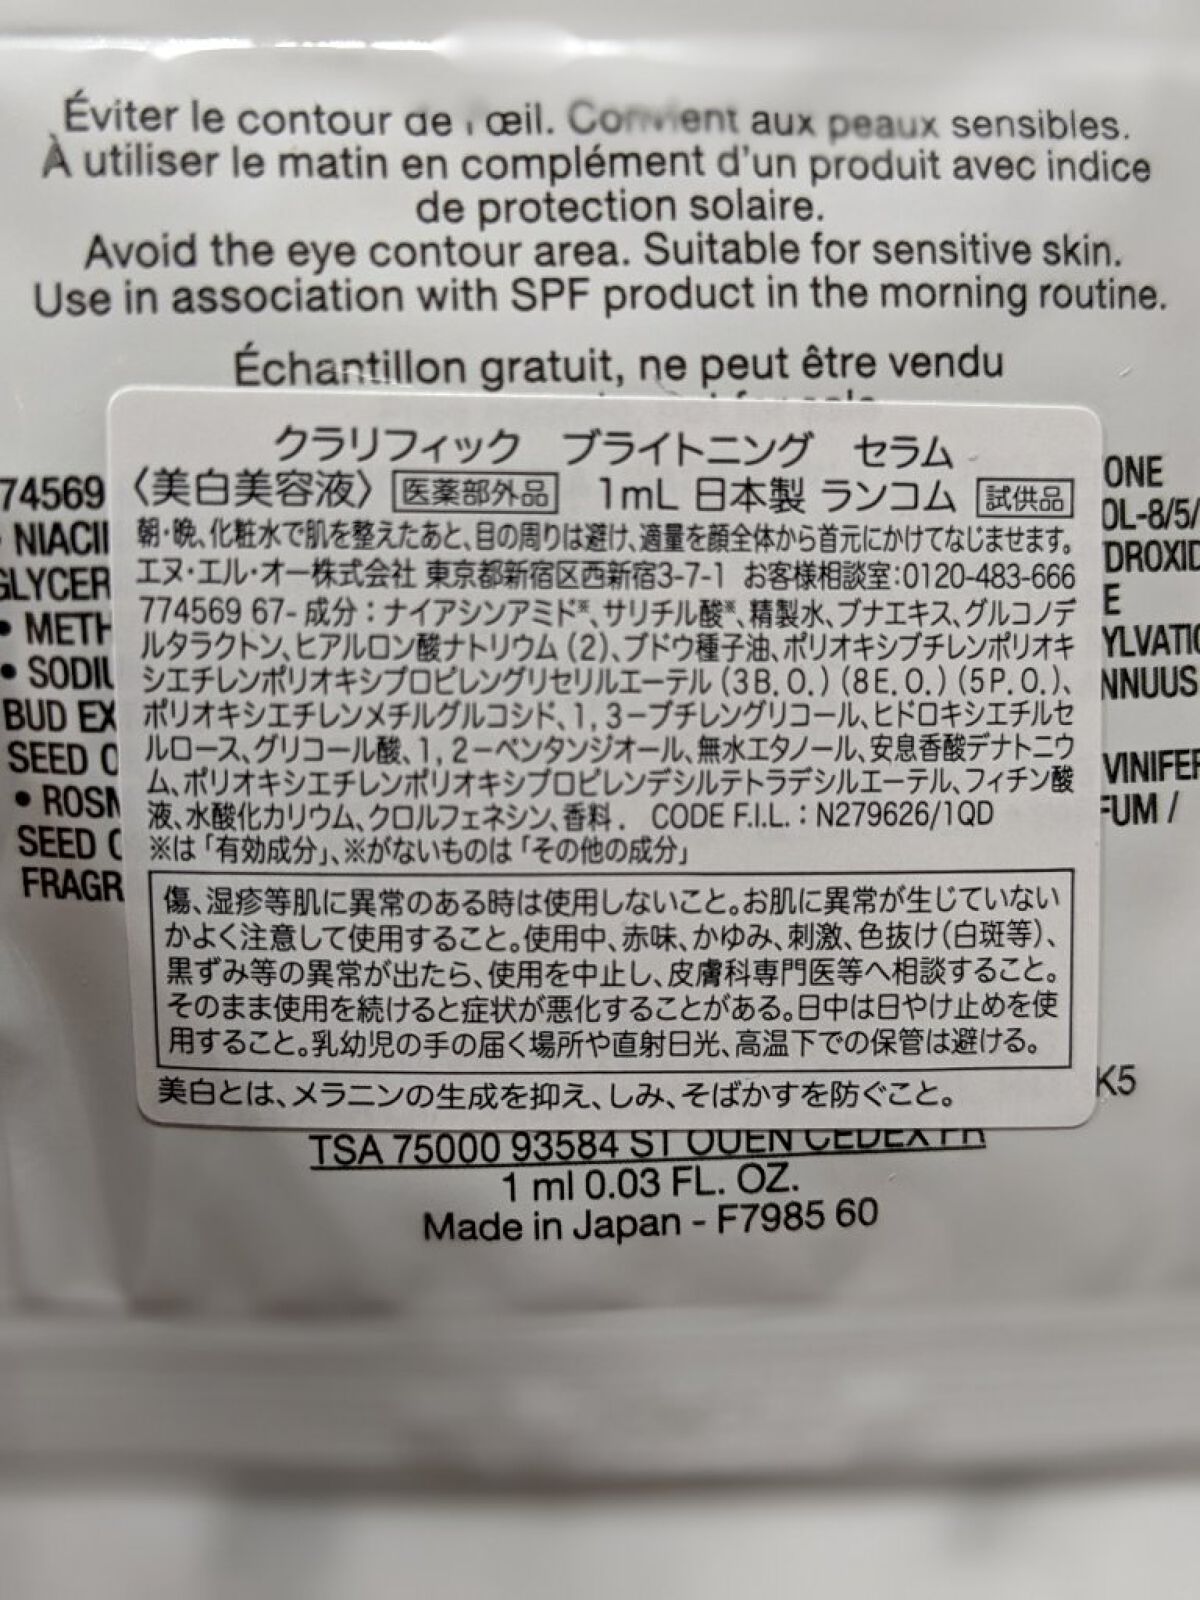 Éviter le contour de l'œil. Convient aux peaux sensibles.
À utiliser le matin en complément d'un produit avec indice
de protection solaire.
Avoid the eye contour area. Suitable for sensitive skin.
Use in association with SPF product in the morning routine.
Échantillon gratuit, ne peut être vendu
クラリフィック ブライトニング セラム
〈美白美容液〉 医薬部外品 1mL 日本製 ランコム 試供品
朝・晩、化粧水で肌を整えたあと、目の周りは避け、適量を顔全体から首元にかけてなじませます。
エヌ・エル・オー株式会社 東京都新宿区西新宿3-7-1 お客様相談室:0120-483-666
774569 67- 成分:ナイアシンアミド※、サリチル酸※、精製水、ブナエキス、グルコノデ
ルタラクトン、ヒアルロン酸ナトリウム (2)、ブドウ種子油、ポリオキシブチレンポリオキ
シエチレンポリオキシプロピレングリセリルエーテル (3B.O.) (8E.O.) (5P.O.)、
ポリオキシエチレンメチルグルコシド、1, 3-ブチレングリコール、ヒドロキシエチルセ
ルロース、グリコール酸、1, 2-ペンタンジオール、無水エタノール、安息香酸デナトニウ
ム、ポリオキシエチレンポリオキシプロピレンデシルテトラデシルエーテル、フィチン酸
液、水酸化カリウム、クロルフェネシン、香料. CODE F.I.L.:N279626/1QD
※は「有効成分」、※がないものは「その他の成分」
傷、湿疹等肌に異常のある時は使用しないこと。お肌に異常が生じていない
かよく注意して使用すること。使用中、赤味、かゆみ、刺激、色抜け(白斑等)、
黒ずみ等の異常が出たら、使用を中止し、皮膚科専門医等へ相談すること。
そのまま使用を続けると症状が悪化することがある。日中は日やけ止めを使
用すること。乳幼児の手の届く場所や直射日光、高温下での保管は避ける。
美白とは、メラニンの生成を抑え、しみ、そばかすを防ぐこと。
74569
NIACII
GLYCER
• METH
• SODIU
BUD EX
SEED O
• ROSM
SEED O
FRAGR
ONE
OL-8/5/
DROXID
E
YLVATIC
NNUUS
VINIFER
FUM /
K5
TSA 75000 93584 ST OUEN CEDEX FR
1 ml 0.03 FL. OZ.
Made in Japan - F7985 60